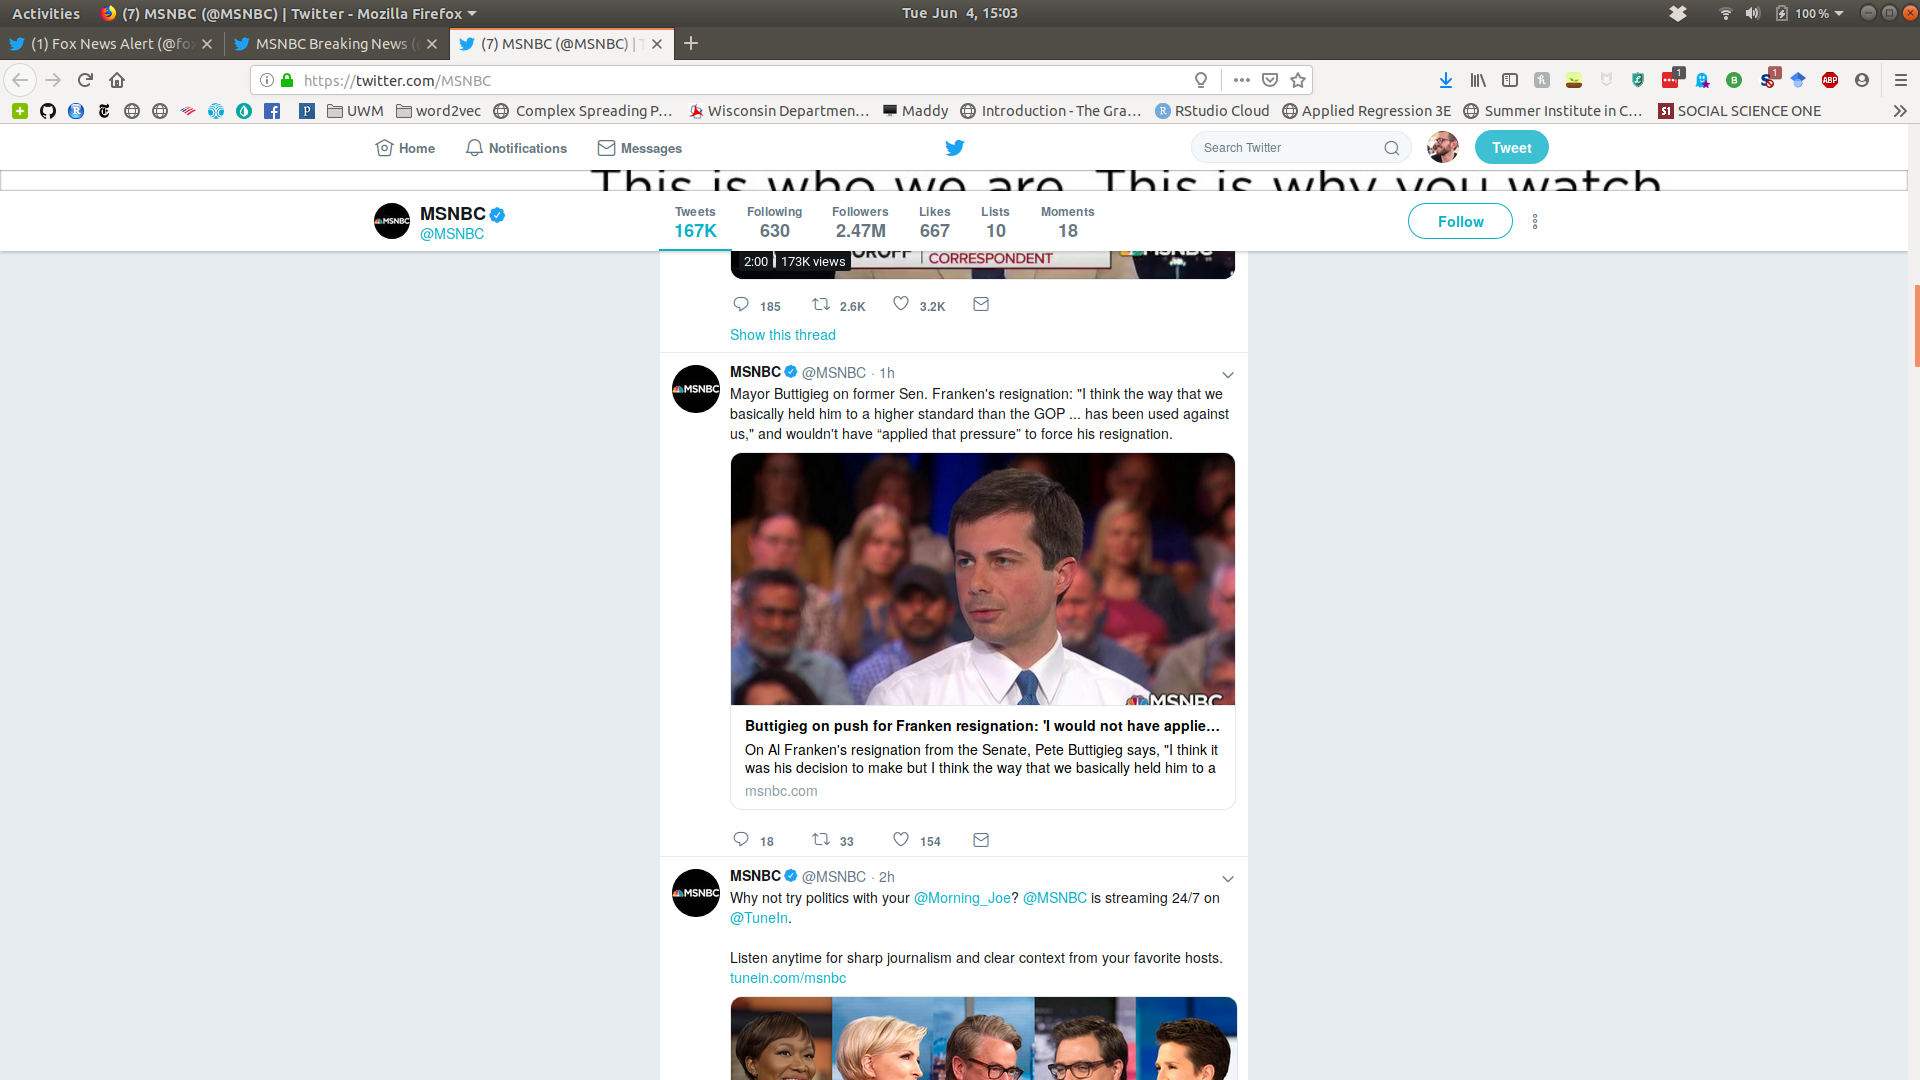 Activities
(7) MSNBC (@MSNBC) | Twitter - Mozilla Firefox
Tue Jun 4, 15:03
100%
(1) Fox News Alert (@fo
MSNBC Breaking News (
(7) MSNBC (@MSNBC) | T
https://twitter.com/MSNBC
1
1
ABP
UWM
word2vec
Complex Spreading P...
Wisconsin Departmen...
Maddy
Introduction - The Gra...
RStudio Cloud
Applied Regression 3E
Summer Institute in C...
SOCIAL SCIENCE ONE
Home
Notifications
Messages
Search Twitter
Tweet
This is who we are. This is why you watch
MSNBC
MSNBC
@MSNBC
Tweets
167K
Following
630
Followers
2.47M
Likes
667
Lists
10
Moments
18
Follow
2:00
173K views
CORRESPONDENT
MSNBC
185
2.6K
3.2K
Show this thread
MSNBC
MSNBC @MSNBC · 1h
Mayor Buttigieg on former Sen. Franken's resignation: "I think the way that we
basically held him to a higher standard than the GOP ... has been used against
us," and wouldn't have “applied that pressure” to force his resignation.
MSNBC
Buttigieg on push for Franken resignation: 'I would not have applie...
On Al Franken's resignation from the Senate, Pete Buttigieg says, "I think it
was his decision to make but I think the way that we basically held him to a
msnbc.com
18
33
154
MSNBC
MSNBC @MSNBC · 2h
Why not try politics with your @Morning_Joe? @MSNBC is streaming 24/7 on
@TuneIn.
Listen anytime for sharp journalism and clear context from your favorite hosts.
tunein.com/msnbc